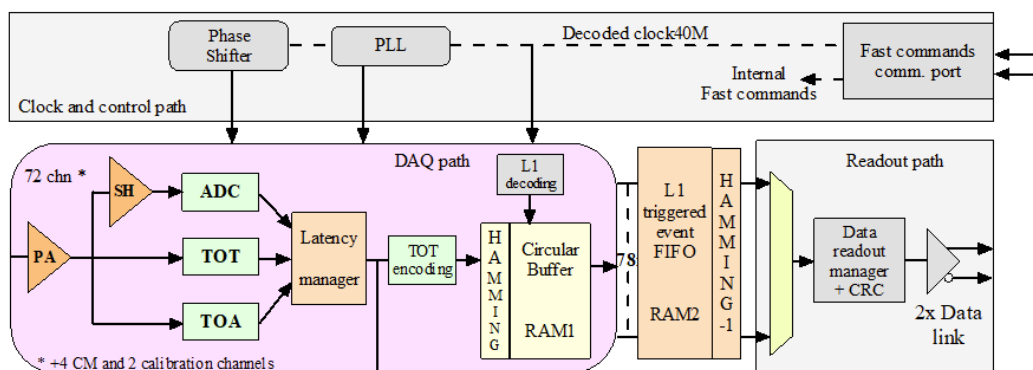 Phase
Shifter
PLL
Decoded clock40M
Fast commands
comm. port
Internal
Fast commands
Clock and control path
72 chn *
DAQ path
Readout path
SH
ADC
PA
TOT
TOA
Latency
manager
TOT
encoding
L1
decoding
HAMMING
Circular
Buffer
RAM1
78
L1
triggered
event
FIFO
RAM2
HAMMING-1
Data
readout
manager
+ CRC
2x Data
link
* +4 CM and 2 calibration channels